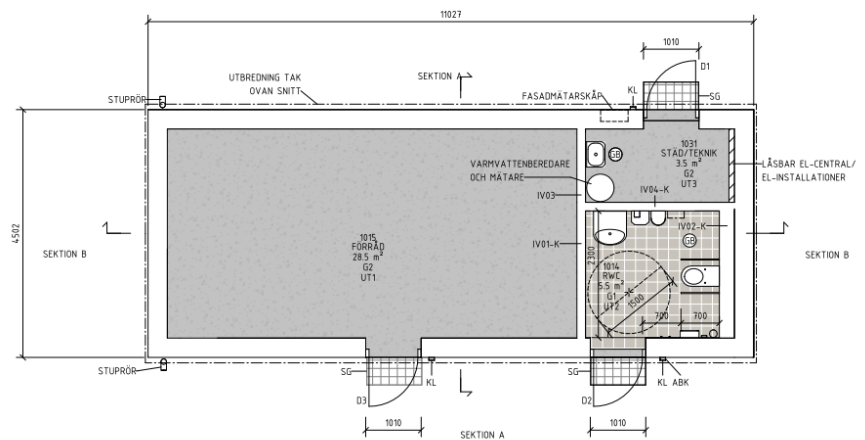 11027
1010
D1
SEKTION A
UTBREDNING TAK
OVAN SNITT
STUPRÖR
FASADMÄTARSKÅP
KL
SG
1031
STÄD/TEKNIK
3.5 m²
G2
UT3
GB
VARMVATTENBEREDARE
OCH MÄTARE
LÅSBAR EL-CENTRAL/
EL-INSTALLATIONER
IV03
IV04-K
4502
IV02-K
SEKTION B
1015
FÖRRÅD
28.5 m²
G2
UT1
IV01-K
GB
SEKTION B
2300
1014
RWC
5.5 m²
G1
UT2
1500
700
700
STUPRÖR
SG
KL
SG
KL ABK
D3
D2
1010
1010
SEKTION A